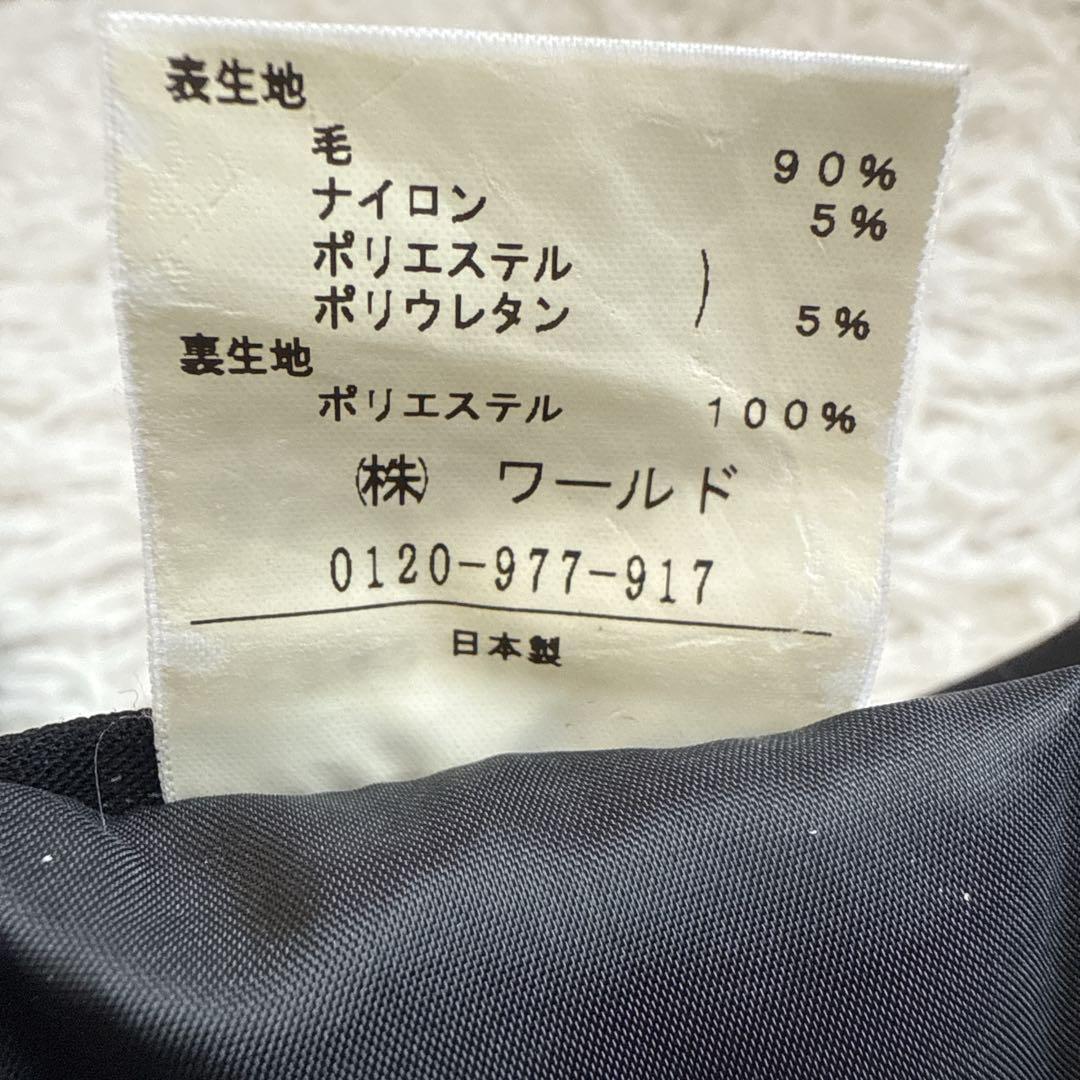 表生地
毛 90%
ナイロン 5%
ポリエステル )
ポリウレタン ) 5%
裏生地
ポリエステル 100%
㈱ ワールド
0120-977-917
日本製